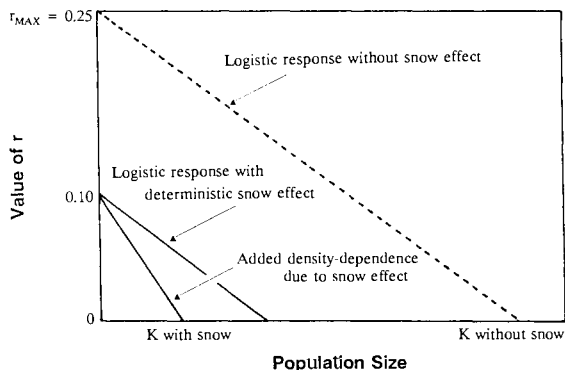 r_MAX = 0.25
Logistic response without snow effect
Logistic response with
deterministic snow effect
Value of r
0.10
Added density-dependence
due to snow effect
0
K with snow
K without snow
Population Size